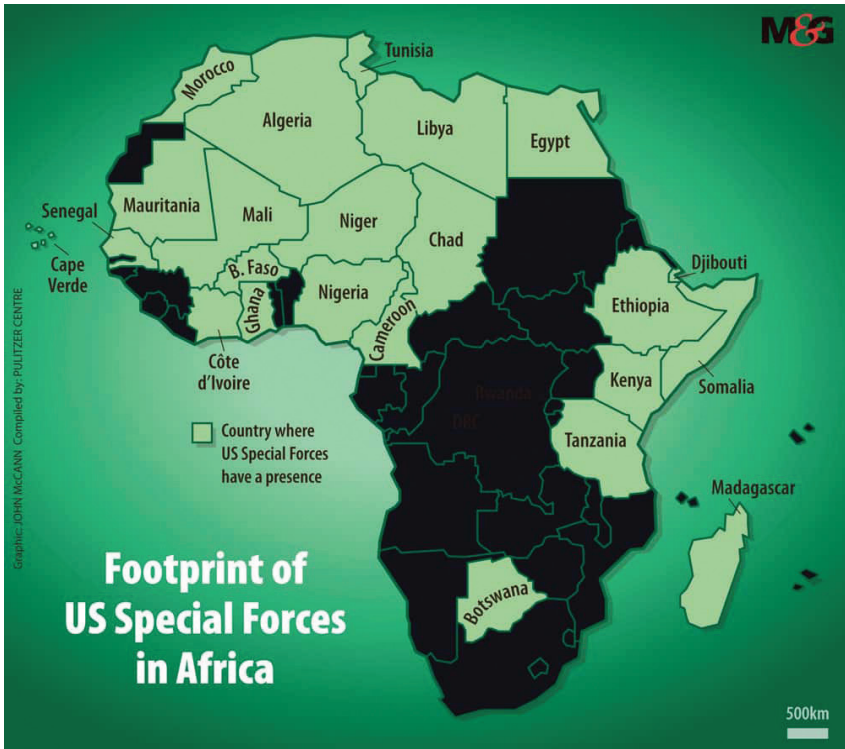 M&G
Tunisia
Morocco
Algeria
Libya
Egypt
Mauritania
Mali
Niger
Chad
Senegal
Cape
Verde
B. Faso
Ghana
Nigeria
Cameroon
Côte
d'Ivoire
Djibouti
Ethiopia
Kenya
Somalia
Rwanda
DRC
Tanzania
Country where
US Special Forces
have a presence
Madagascar
Botswana
Footprint of
US Special Forces
in Africa
500km
Graphic: JOHN McCANN Compiled by: PULITZER CENTRE